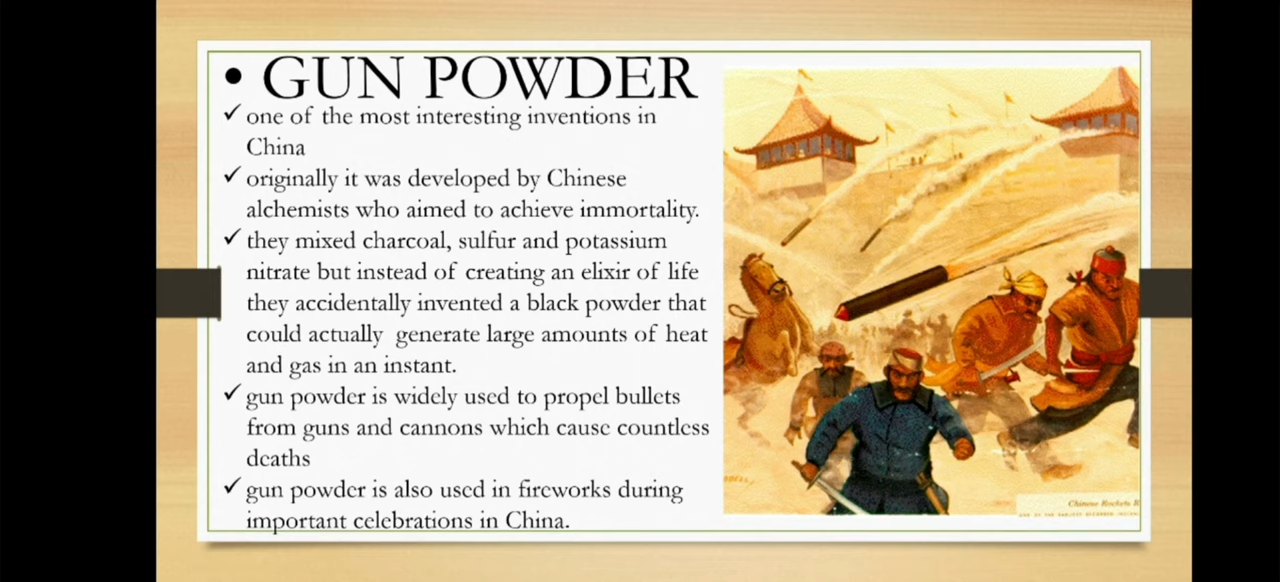 • GUN POWDER
✓ one of the most interesting inventions in
China
✓ originally it was developed by Chinese
alchemists who aimed to achieve immortality.
✓ they mixed charcoal, sulfur and potassium
nitrate but instead of creating an elixir of life
they accidentally invented a black powder that
could actually generate large amounts of heat
and gas in an instant.
✓ gun powder is widely used to propel bullets
from guns and cannons which cause countless
deaths
✓ gun powder is also used in fireworks during
important celebrations in China.
Chinese Rockets